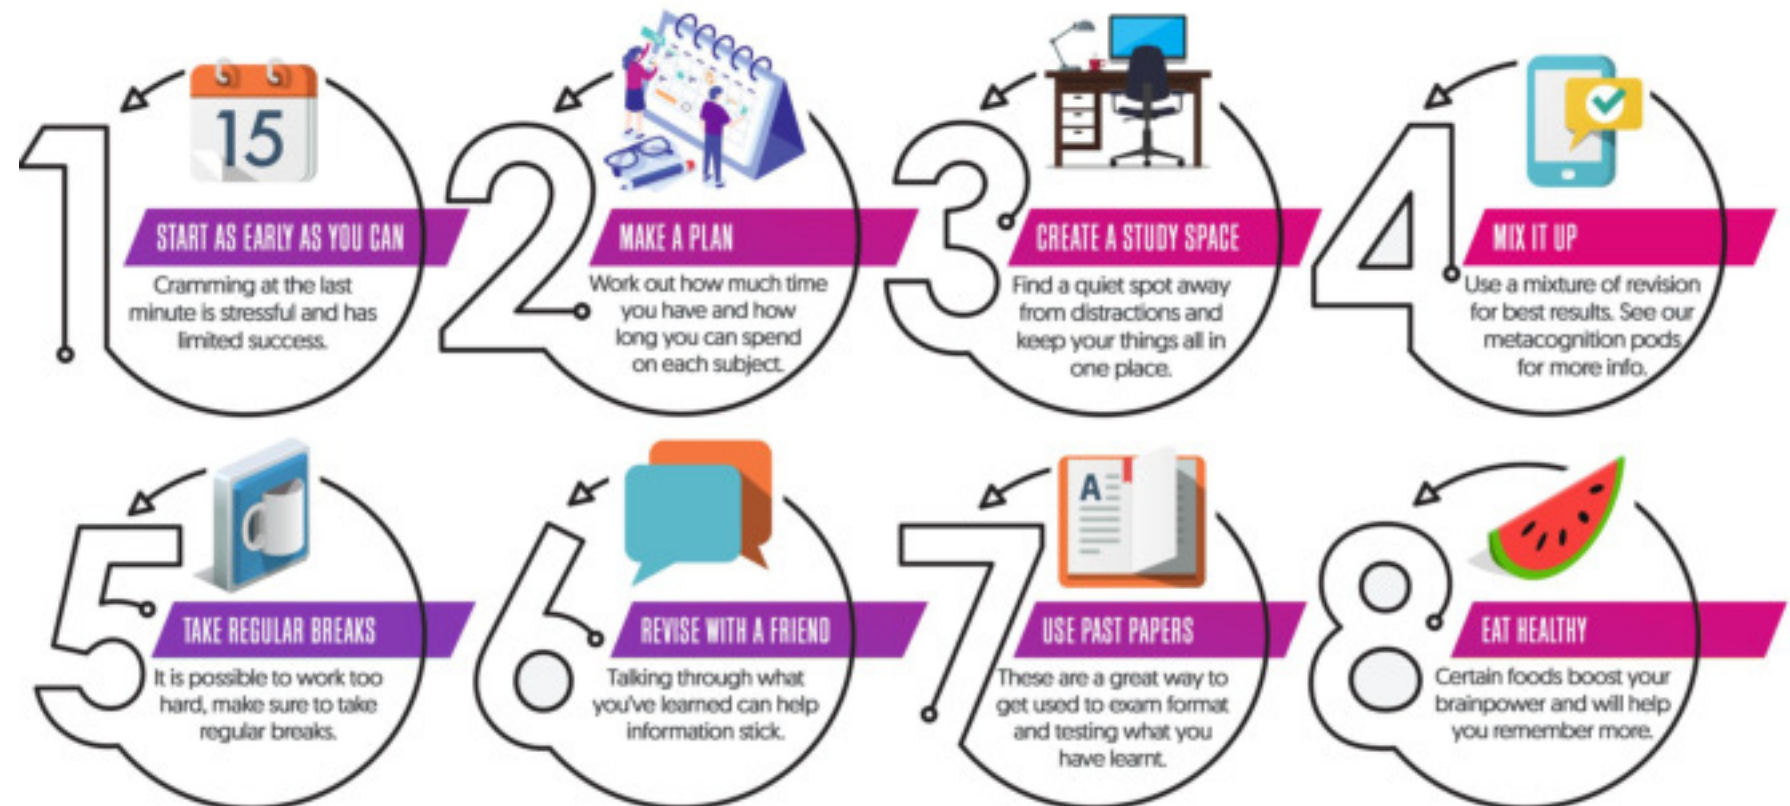 1
15
START AS EARLY AS YOU CAN
Cramming at the last
minute is stressful and has
limited success.
2
MAKE A PLAN
Work out how much time
you have and how
long you can spend
on each subject.
3
CREATE A STUDY SPACE
Find a quiet spot away
from distractions and
keep your things all in
one place.
4
MIX IT UP
Use a mixture of revision
for best results. See our
metacognition pods
for more info.
5
TAKE REGULAR BREAKS
It is possible to work too
hard, make sure to take
regular breaks.
6
REVISE WITH A FRIEND
Talking through what
you've learned can help
information stick.
7
A
USE PAST PAPERS
These are a great way to
get used to exam format
and testing what you
have learnt.
8
EAT HEALTHY
Certain foods boost your
brainpower and will help
you remember more.